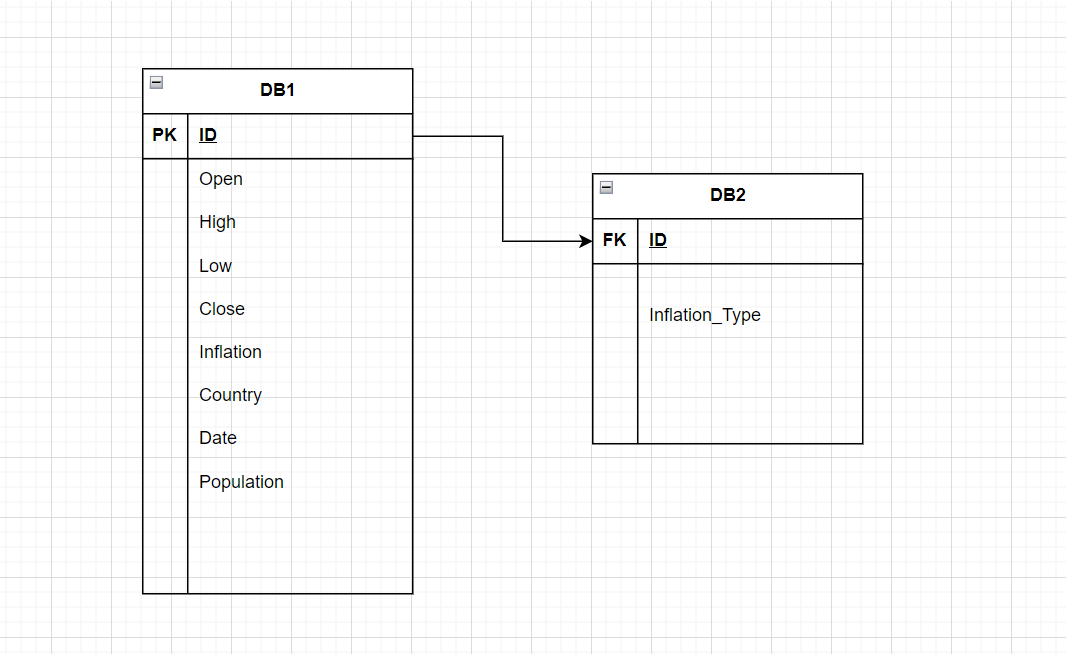 DB1
PK ID
Open
High
Low
Close
Inflation
Country
Date
Population
DB2
FK ID
Inflation_Type